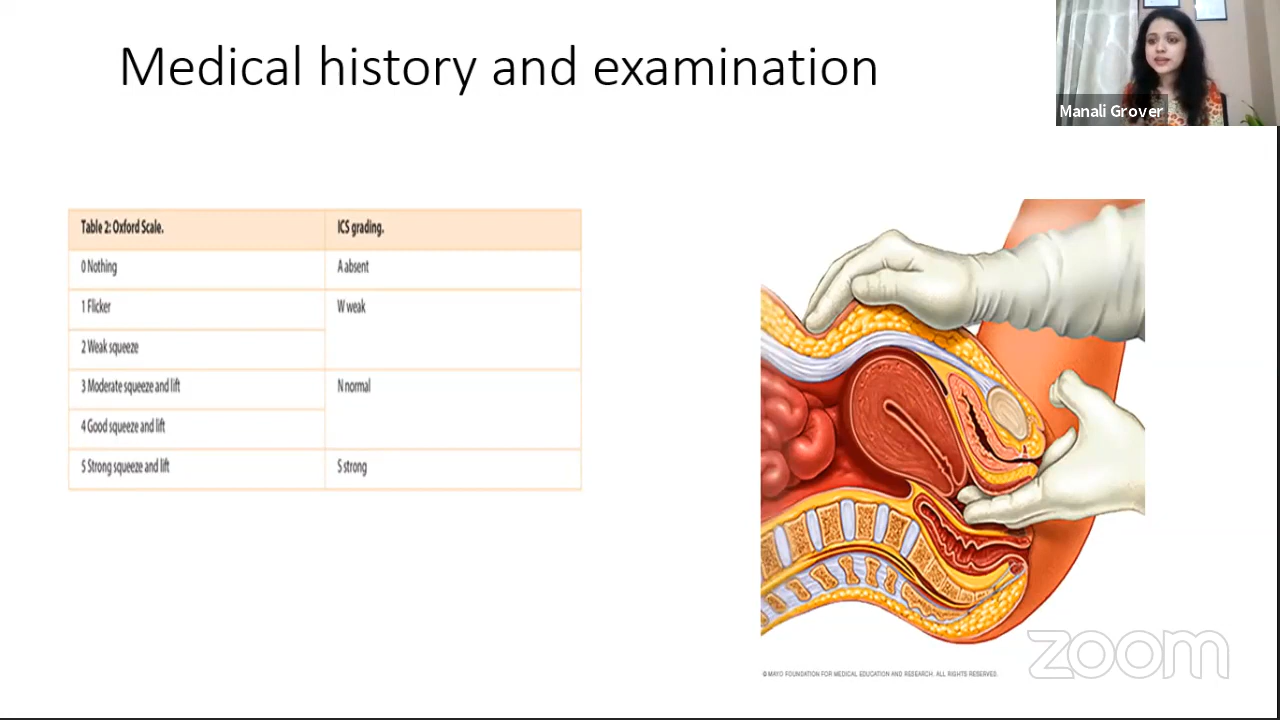 Medical history and examination
Manali Grover
Table 2: Oxford Scale.
ICS grading.
0 Nothing
A absent
1 Flicker
W weak
2 Weak squeeze
3 Moderate squeeze and lift
N normal
4 Good squeeze and lift
5 Strong squeeze and lift
S strong
© MAYO FOUNDATION FOR MEDICAL EDUCATION AND RESEARCH. ALL RIGHTS RESERVED.
zoom